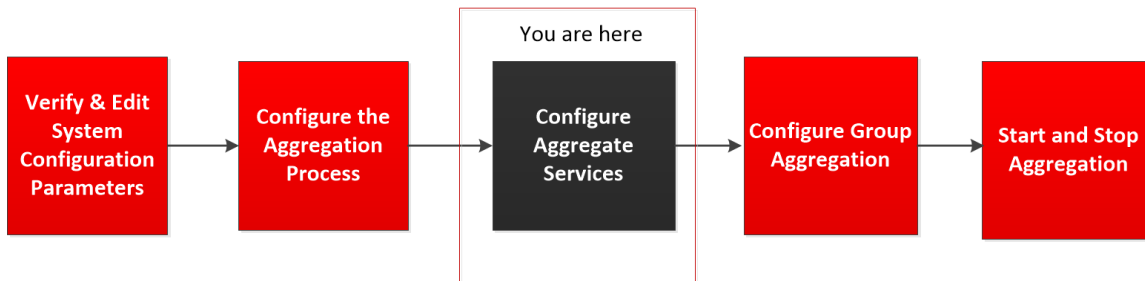 You are here
Verify & Edit
System
Configuration
Parameters
Configure the
Aggregation
Process
Configure
Aggregate
Services
Configure Group
Aggregation
Start and Stop
Aggregation